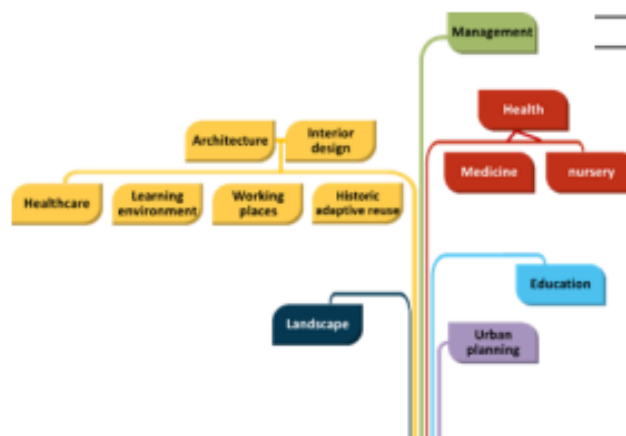 Management
Health
Architecture
Interior
design
Medicine
nursery
Healthcare
Learning
environment
Working
places
Historic
adaptive reuse
Education
Landscape
Urban
planning